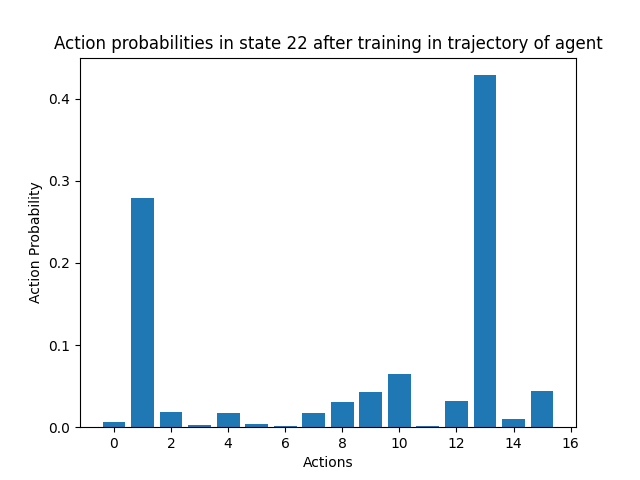 Action probabilities in state 22 after training in trajectory of agent
0.4
0.3
0.2
0.1
0.0
Action Probability
0 2 4 6 8 10 12 14 16
Actions